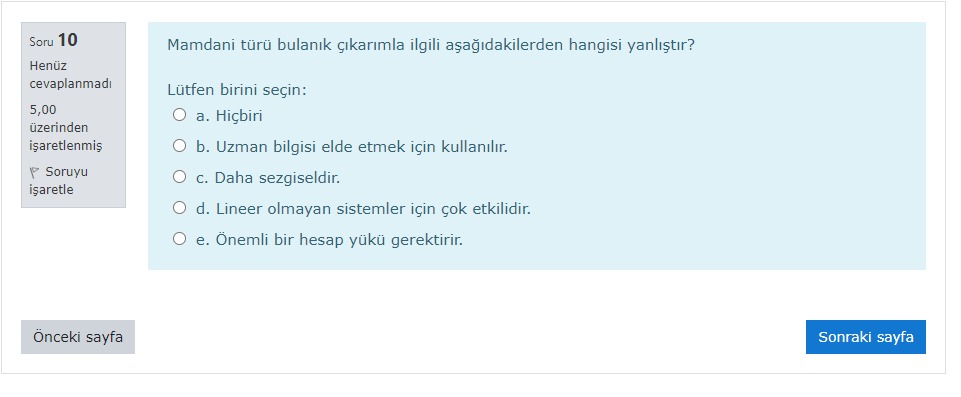 Soru 10
Henüz
cevaplanmadı
5,00
üzerinden
işaretlenmiş
Soruyu
işaretle
Mamdani türü bulanık çıkarımla ilgili aşağıdakilerden hangisi yanlıştır?
Lütfen birini seçin:
a. Hiçbiri
b. Uzman bilgisi elde etmek için kullanılır.
c. Daha sezgiseldir.
d. Lineer olmayan sistemler için çok etkilidir.
e. Önemli bir hesap yükü gerektirir.
Önceki sayfa
Sonraki sayfa